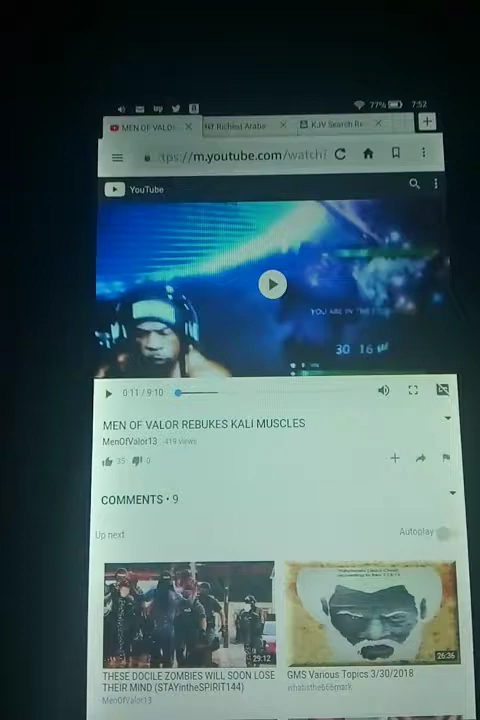 77% 7:52
MEN OF VALO
Richest Arabs
KJV Search Re
tps://m.youtube.com/watch?
YouTube
YOU ARE IN THE
30 16
0:11 / 9:10
MEN OF VALOR REBUKES KALI MUSCLES
MenOfValor13 419 views
35 0
COMMENTS • 9
Up next Autoplay
29:12
26:36
THESE DOCILE ZOMBIES WILL SOON LOSE
THEIR MIND (STAYintheSPIRIT144)
MenOfValor13
GMS Various Topics 3/30/2018
whatisthe666mark